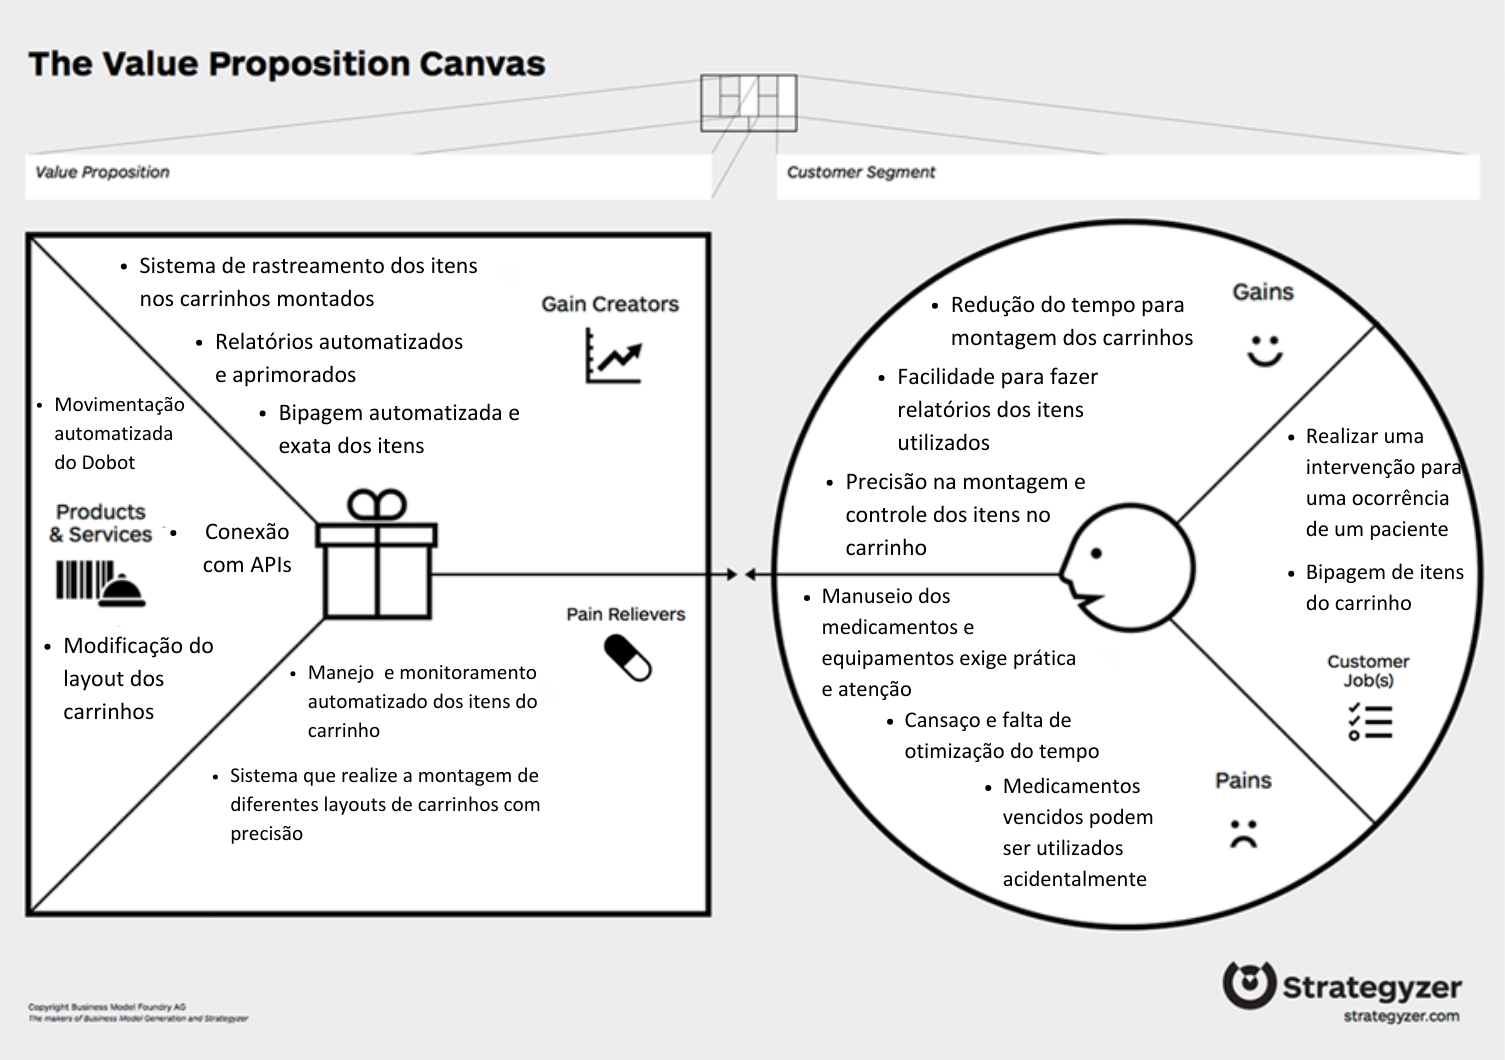 The Value Proposition Canvas
Value Proposition
Customer Segment
• Sistema de rastreamento dos itens
nos carrinhos montados
• Relatórios automatizados
e aprimorados
• Bipagem automatizada e
exata dos itens
Gain Creators
• Movimentação
automatizada
do Dobot
Products
& Services
• Conexão
com APIs
• Modificação do
layout dos
carrinhos
Pain Relievers
• Manejo  e monitoramento
automatizado dos itens do
carrinho
• Sistema que realize a montagem de
diferentes layouts de carrinhos com
precisão
Gains
• Redução do tempo para
montagem dos carrinhos
• Facilidade para fazer
relatórios dos itens
utilizados
• Precisão na montagem e
controle dos itens no
carrinho
• Realizar uma
intervenção para
uma ocorrência
de um paciente
• Bipagem de itens
do carrinho
Customer
Job(s)
• Manuseio dos
medicamentos e
equipamentos exige prática
e atenção
• Cansaço e falta de
otimização do tempo
• Medicamentos
vencidos podem
ser utilizados
acidentalmente
Pains
Copyright Business Model Foundry AG
The makers of Business Model Generation and Strategyzer
Strategyzer
strategyzer.com